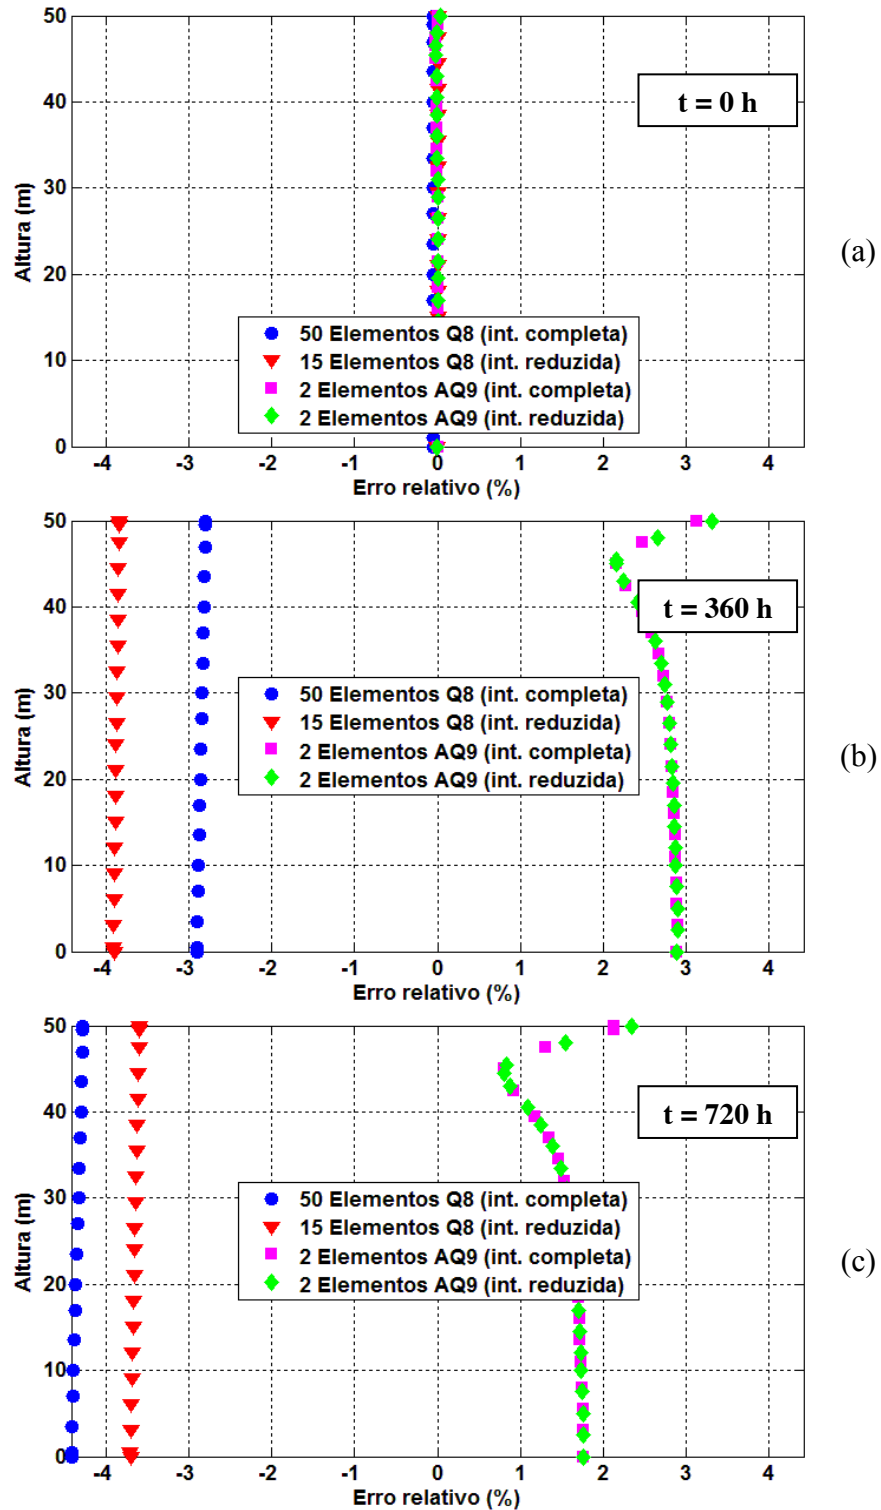 50
40
30
20
10
0
Altura (m)
t = 0 h
50 Elementos Q8 (int. completa)
15 Elementos Q8 (int. reduzida)
2 Elementos AQ9 (int. completa)
2 Elementos AQ9 (int. reduzida)
-4 -3 -2 -1 0 1 2 3 4
Erro relativo (%)
(a)
50
40
30
20
10
0
Altura (m)
t = 360 h
50 Elementos Q8 (int. completa)
15 Elementos Q8 (int. reduzida)
2 Elementos AQ9 (int. completa)
2 Elementos AQ9 (int. reduzida)
-4 -3 -2 -1 0 1 2 3 4
Erro relativo (%)
(b)
50
40
30
20
10
0
Altura (m)
t = 720 h
50 Elementos Q8 (int. completa)
15 Elementos Q8 (int. reduzida)
2 Elementos AQ9 (int. completa)
2 Elementos AQ9 (int. reduzida)
-4 -3 -2 -1 0 1 2 3 4
Erro relativo (%)
(c)